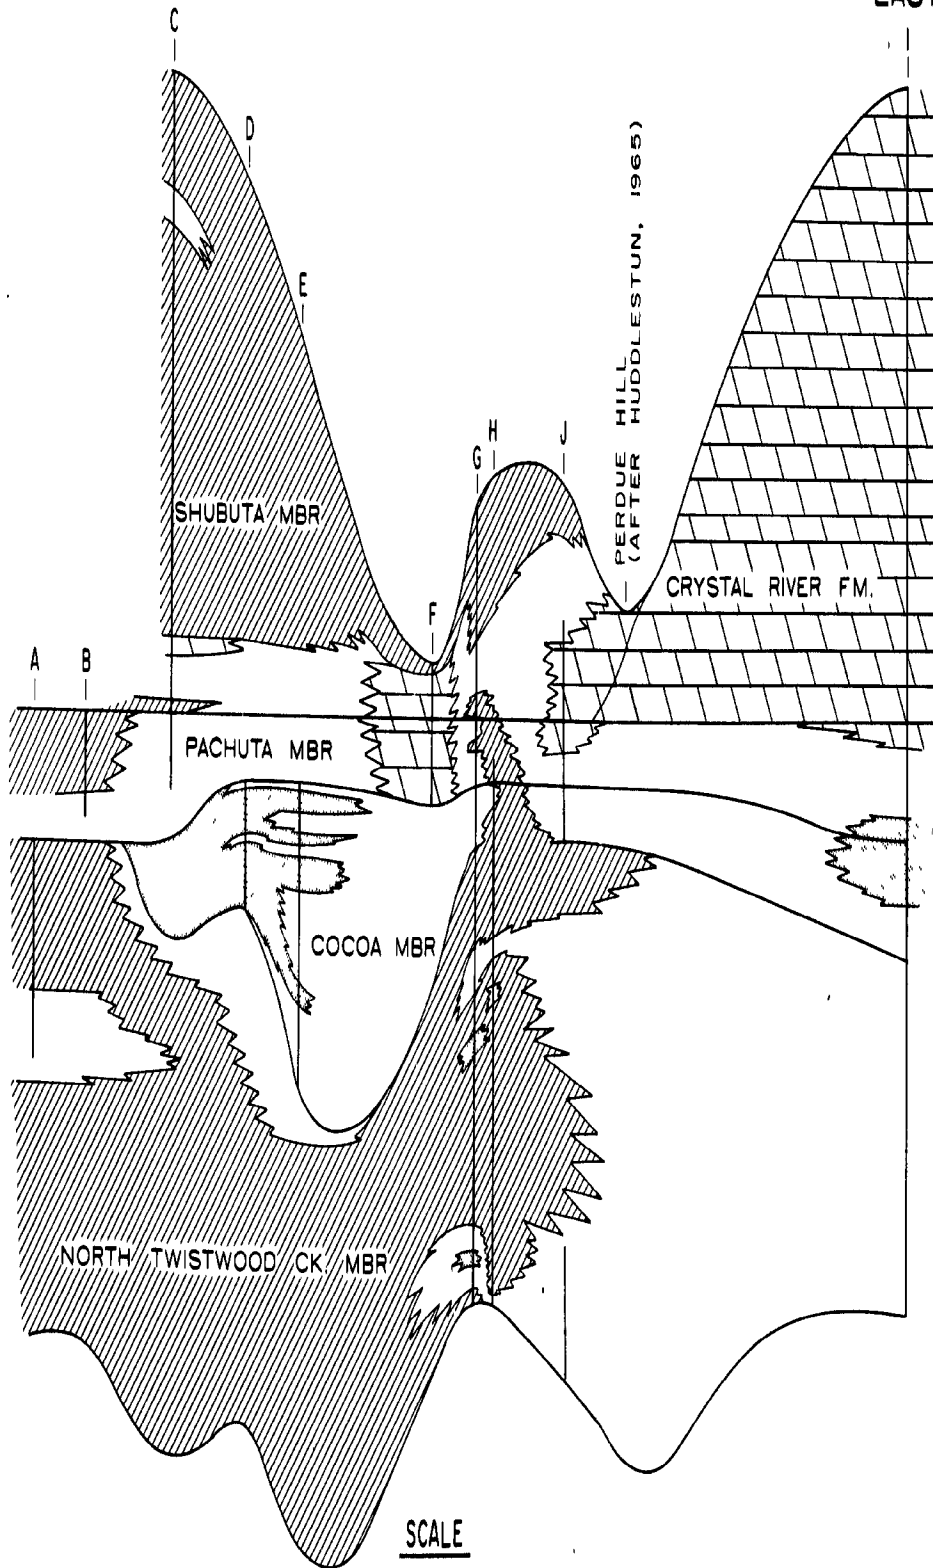 C
D
E
PERDUE HILL
(AFTER HUDDLESTUN, 1965)
H
J
G
SHUBUTA MBR
CRYSTAL RIVER FM.
F
A
B
PACHUTA MBR
COCOA MBR
NORTH TWISTWOOD CK. MBR
SCALE